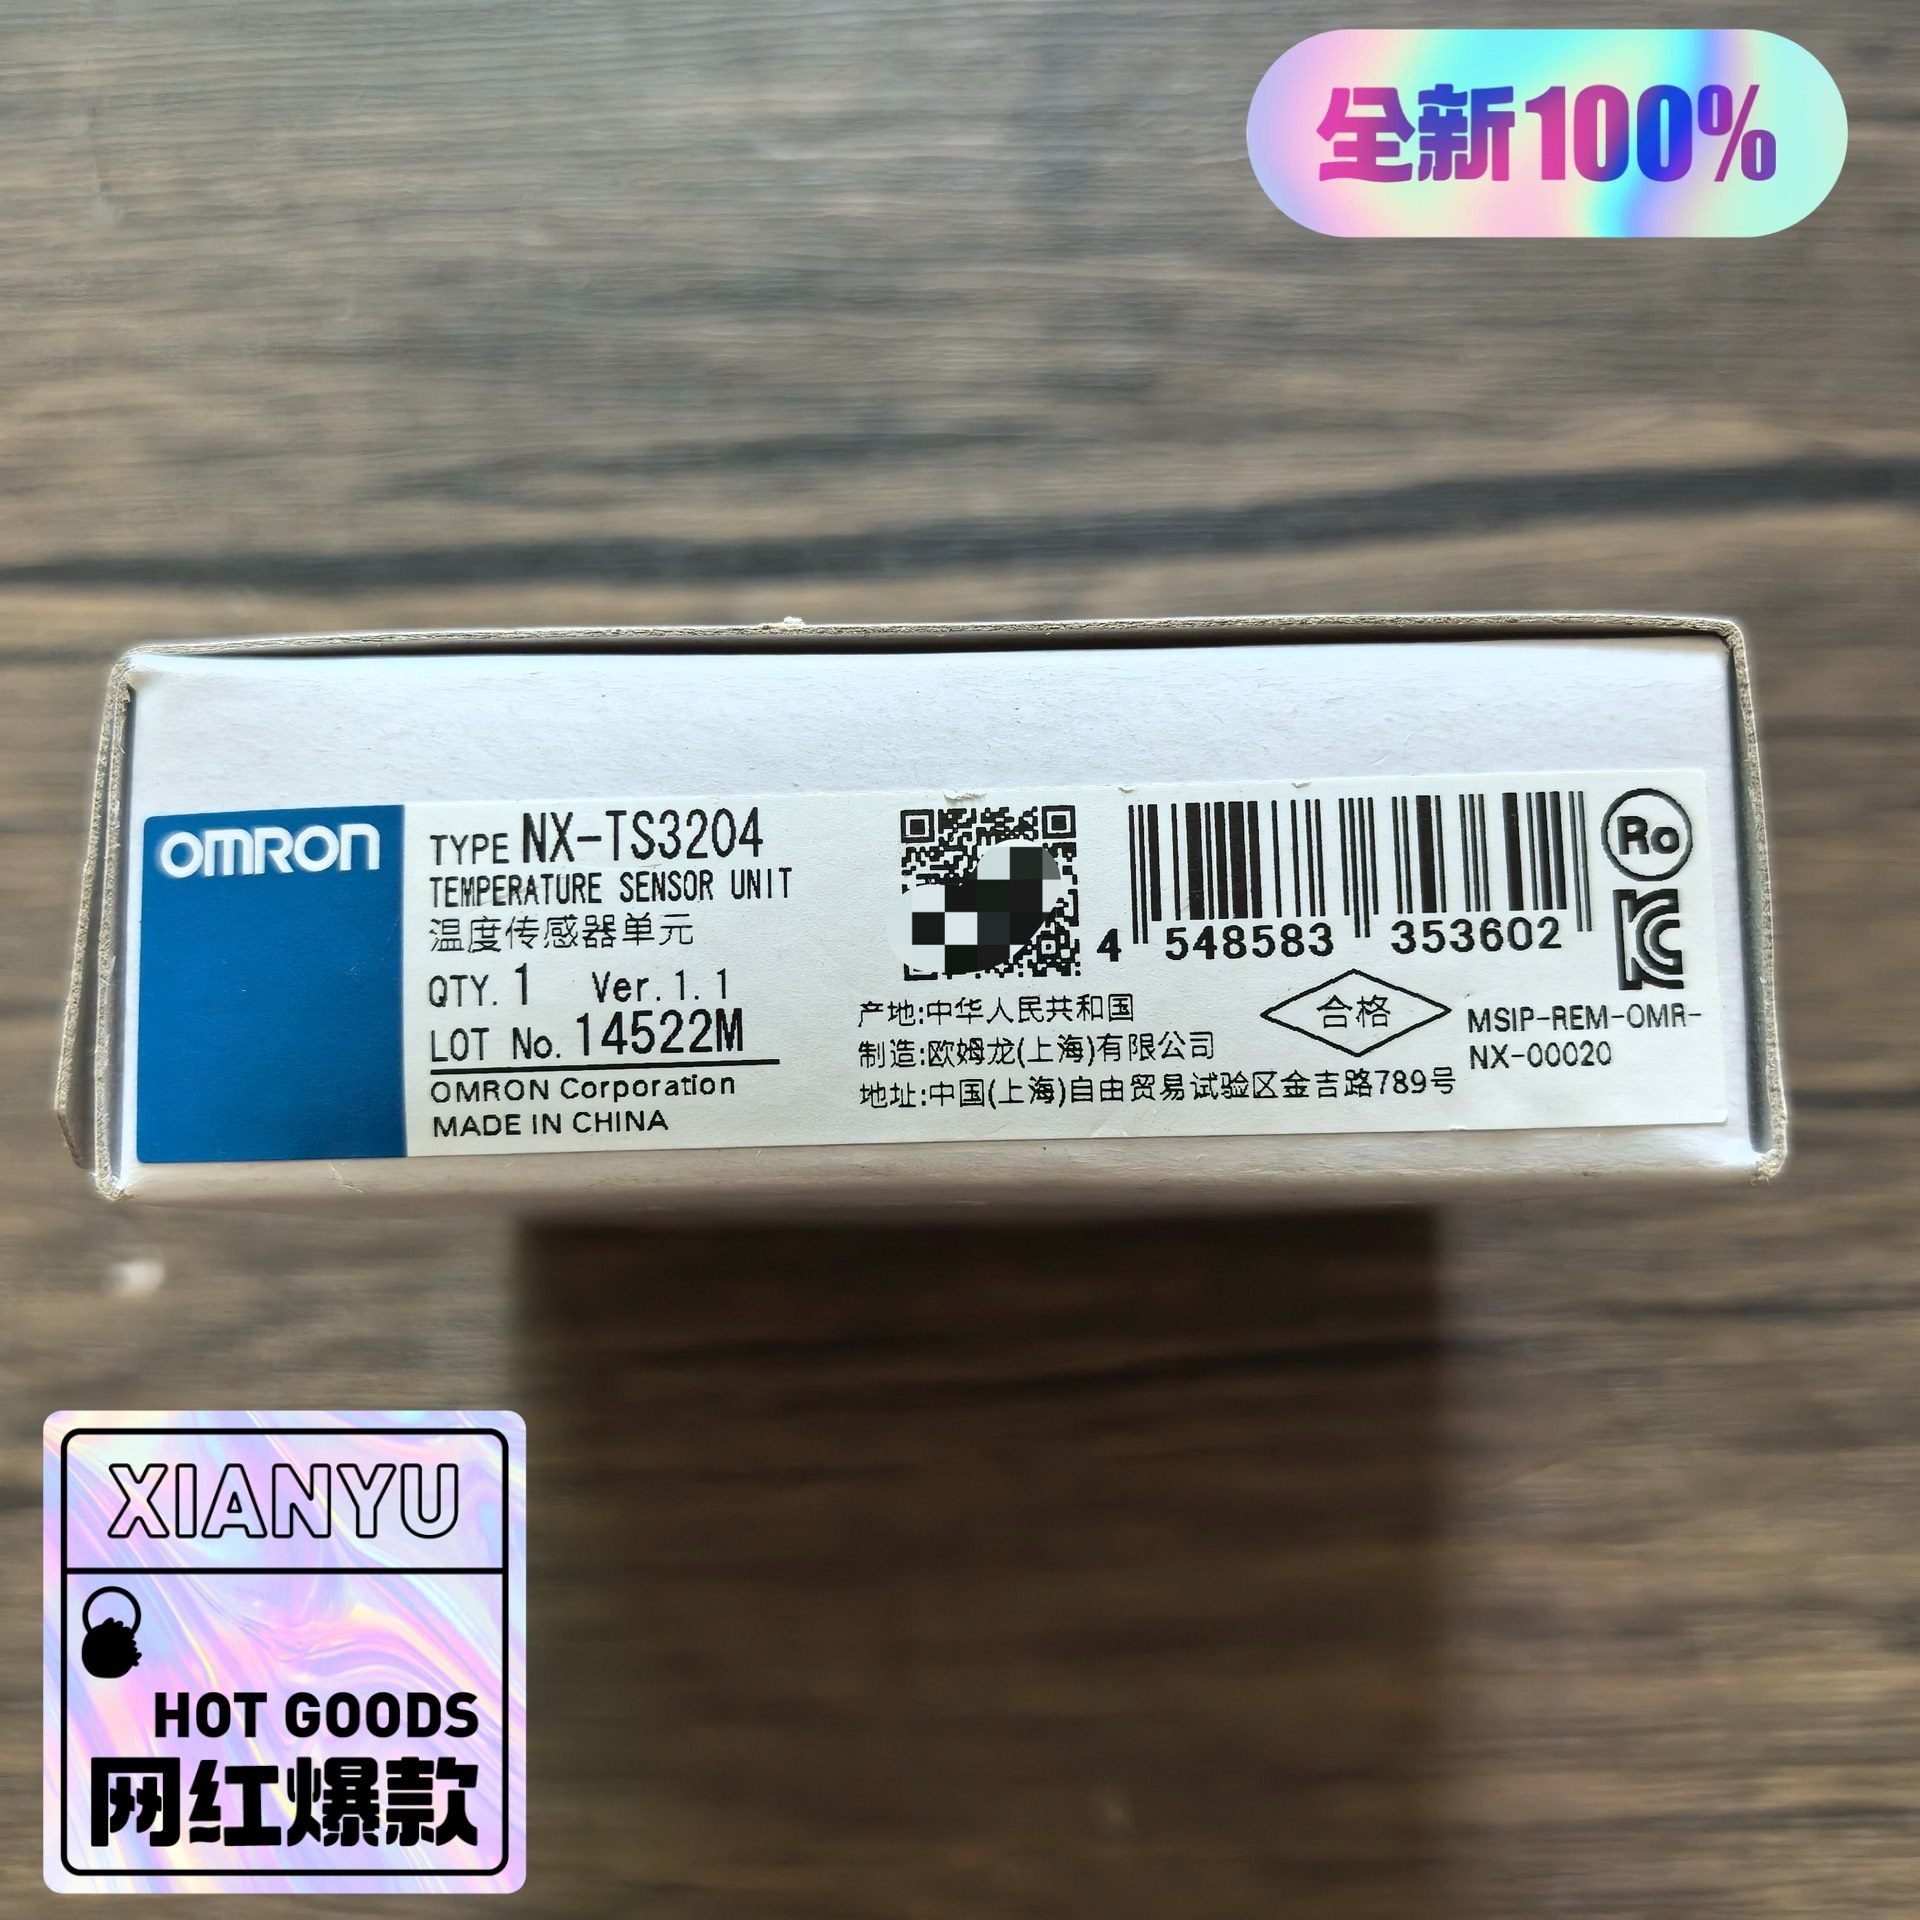 全新100%
OMRON
TYPE NX-TS3204
TEMPERATURE SENSOR UNIT
温度传感器单元
QTY. 1 Ver. 1. 1
LOT No. 14522M
OMRON Corporation
MADE IN CHINA
4 548583 353602
产地:中华人民共和国
制造:欧姆龙(上海)有限公司
地址:中国(上海)自由贸易试验区金吉路789号
合格
Ro
MSIP-REM-OMR-
NX-00020
XIANYU
HOT GOODS
网红爆款